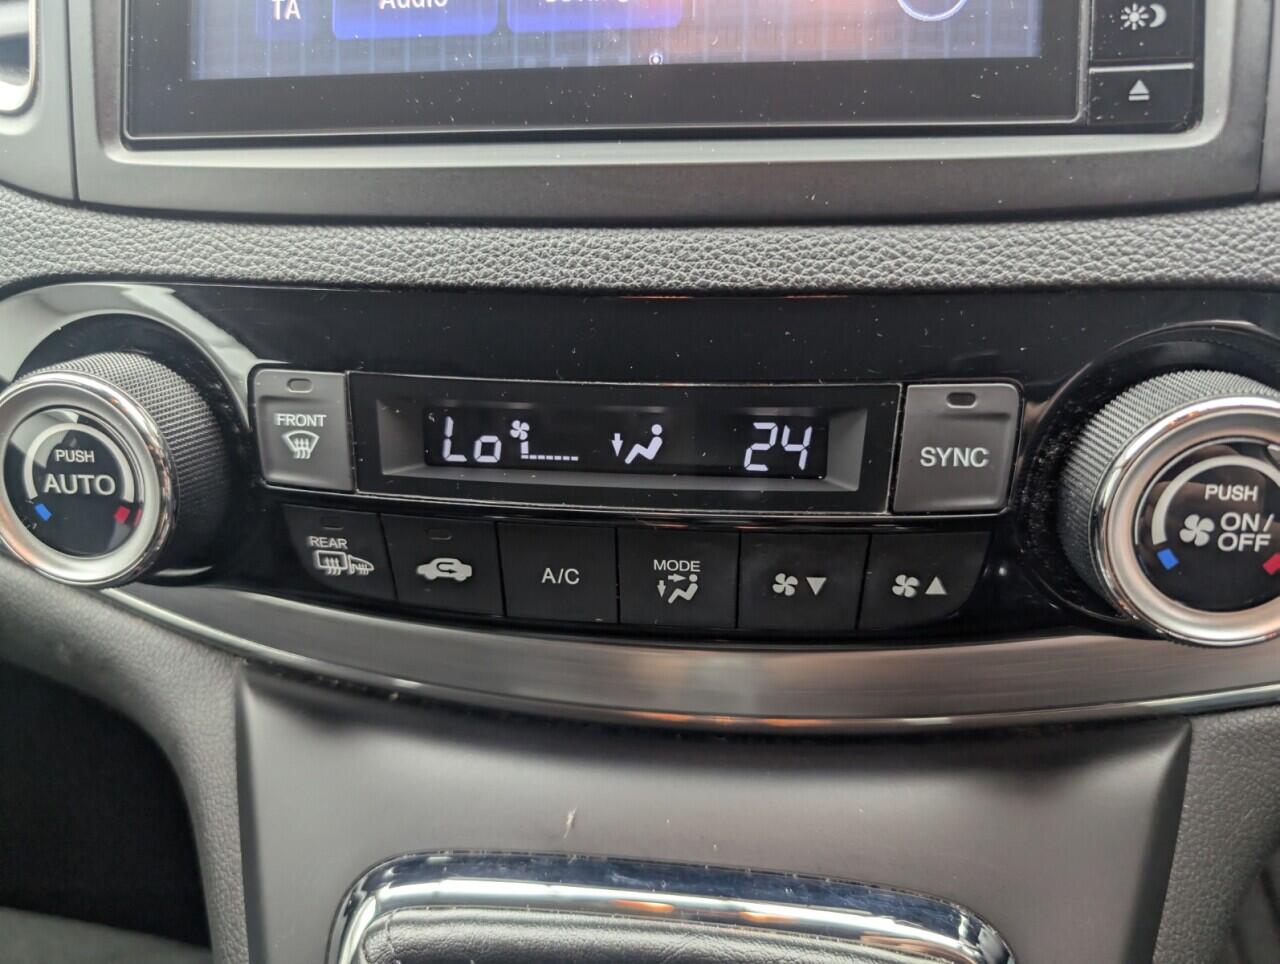 TA
Audio
FRONT
Lo
24
SYNC
PUSH
AUTO
PUSH
ON/
OFF
REAR
A/C
MODE